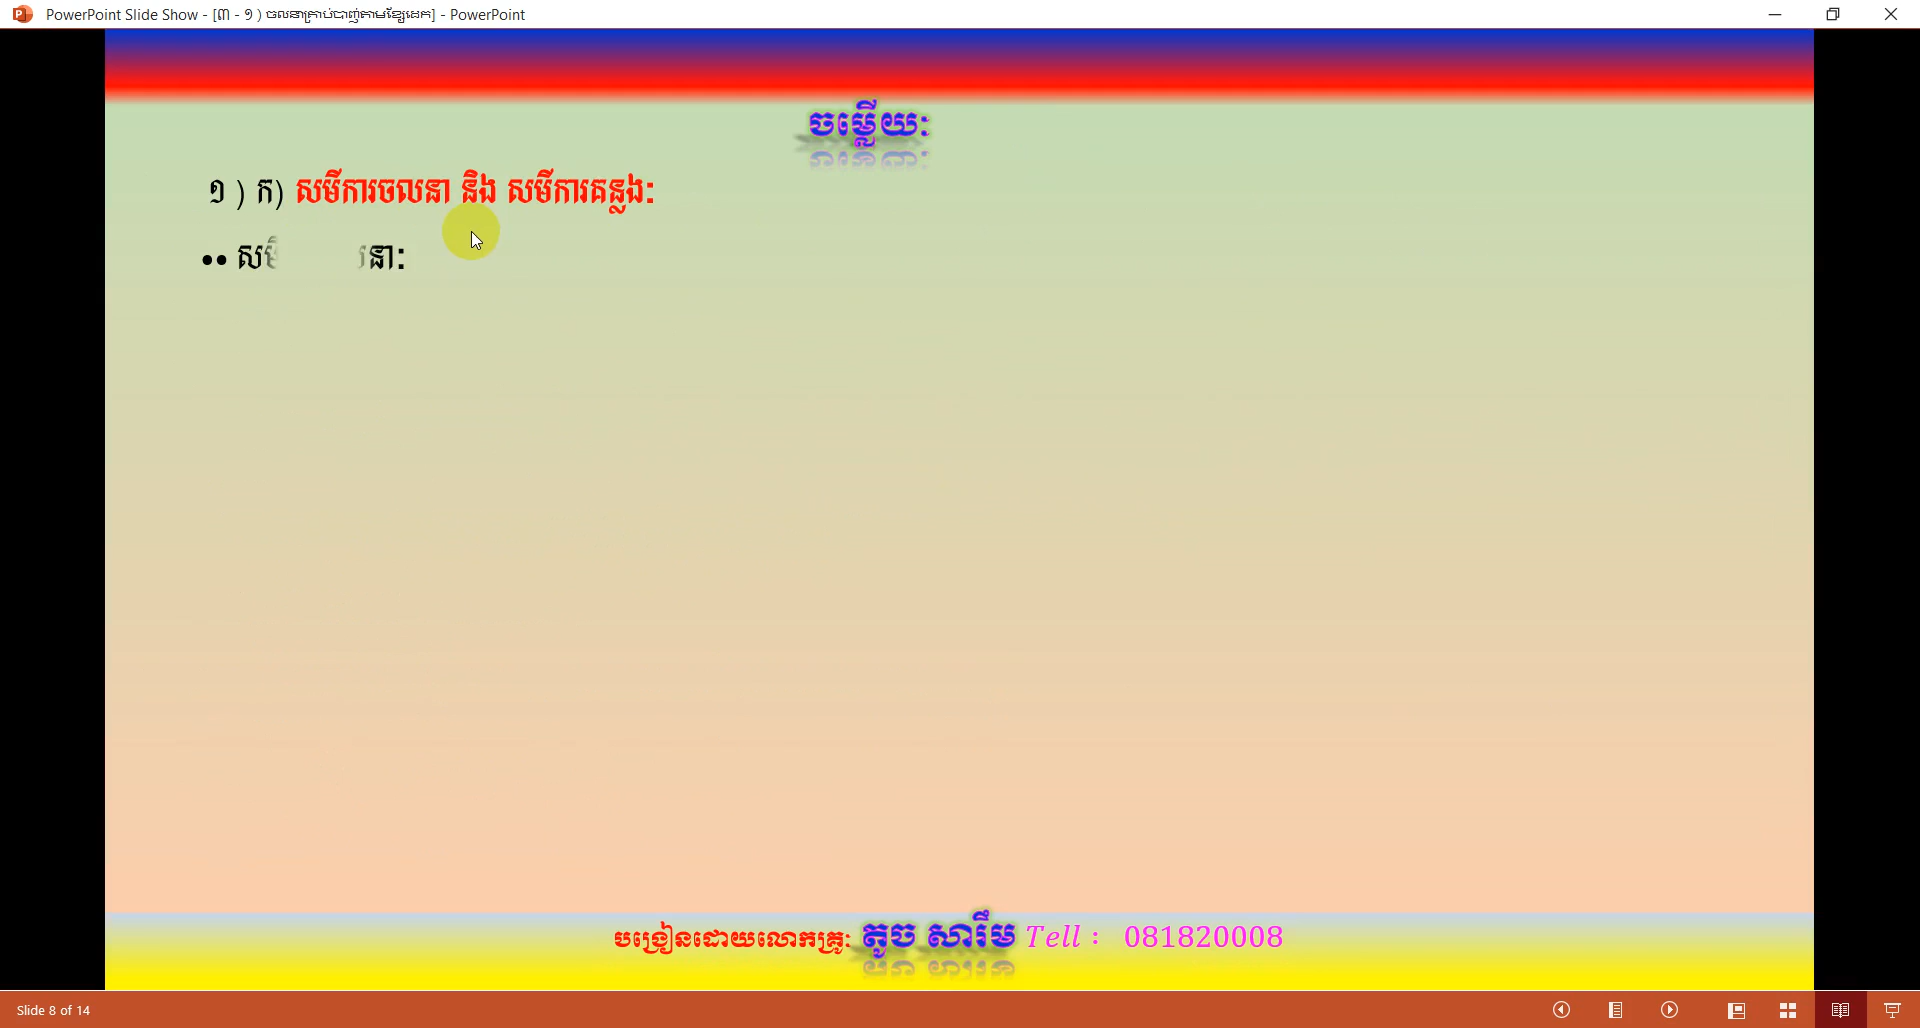 PowerPoint Slide Show - [៣ - ១ ) ចលនាគ្រាប់បាញ់តាមខ្សែដេក] - PowerPoint
ចម្លើយៈ
១ ) ក) សមីការចលនា និង សមីការគន្លងៈ
•• សមី នាៈ
បង្រៀនដោយលោកគ្រូៈ តូច សារឹម Tell : 081820008
Slide 8 of 14